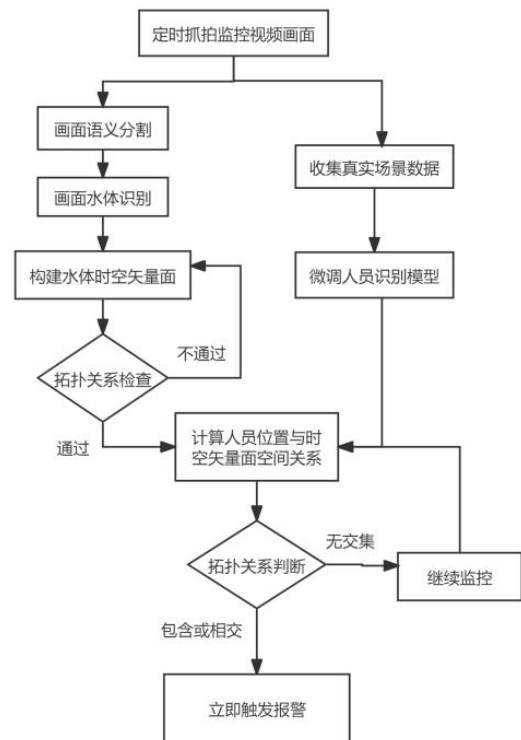 定时抓拍监控视频画面
画面语义分割
收集真实场景数据
画面水体识别
构建水体时空矢量面
微调人员识别模型
不通过
拓扑关系检查
通过
计算人员位置与时
空矢量面空间关系
无交集
拓扑关系判断
继续监控
包含或相交
立即触发报警